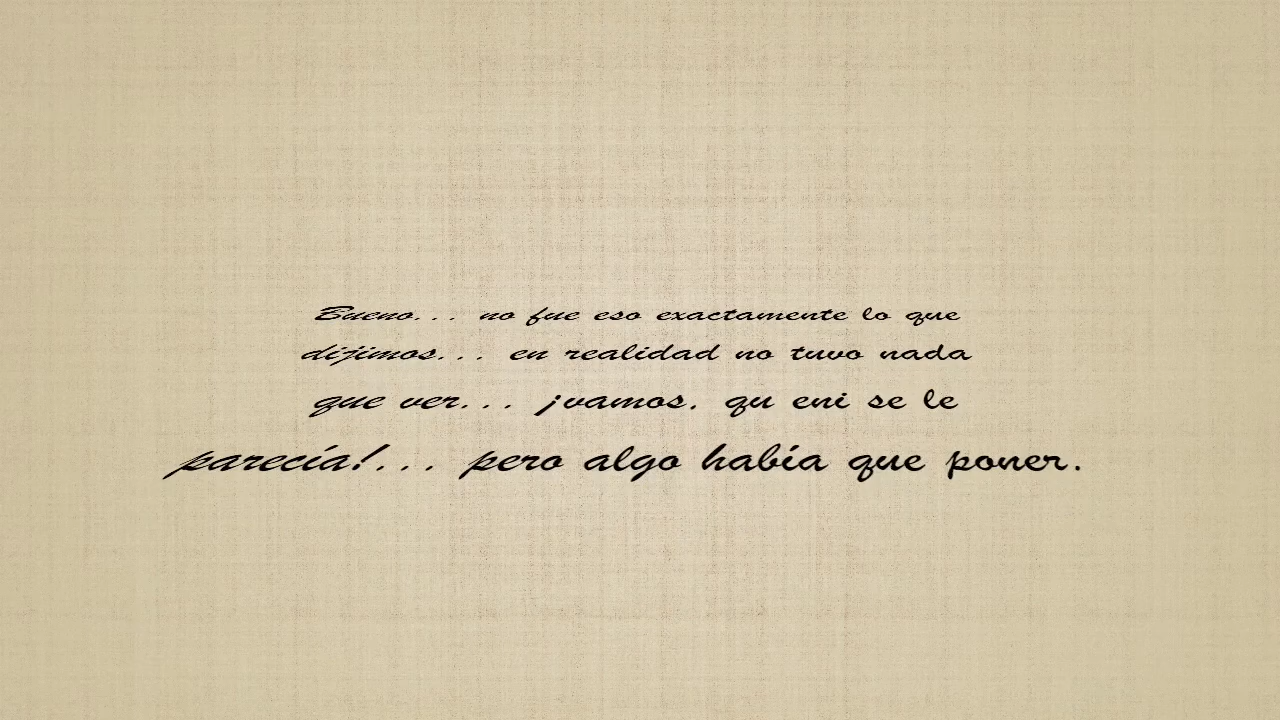 Bueno... no fue eso exactamente lo que
dijimos... en realidad no tuvo nada
que ver... ¡vamos. qu eni se le
parecía!... pero algo había que poner.